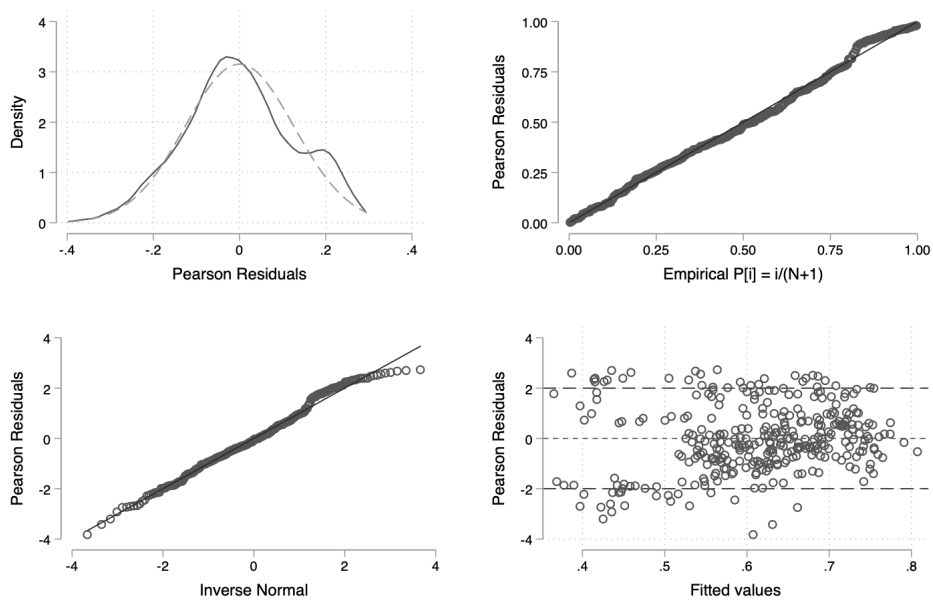 4
3
2
1
0
Density
-.4 -.2 0 .2 .4
Pearson Residuals
1.00
0.75
0.50
0.25
0.00
Pearson Residuals
0.00 0.25 0.50 0.75 1.00
Empirical P[i] = i/(N+1)
4
2
0
-2
-4
Pearson Residuals
-4 -2 0 2 4
Inverse Normal
4
2
0
-2
-4
Pearson Residuals
.4 .5 .6 .7 .8
Fitted values